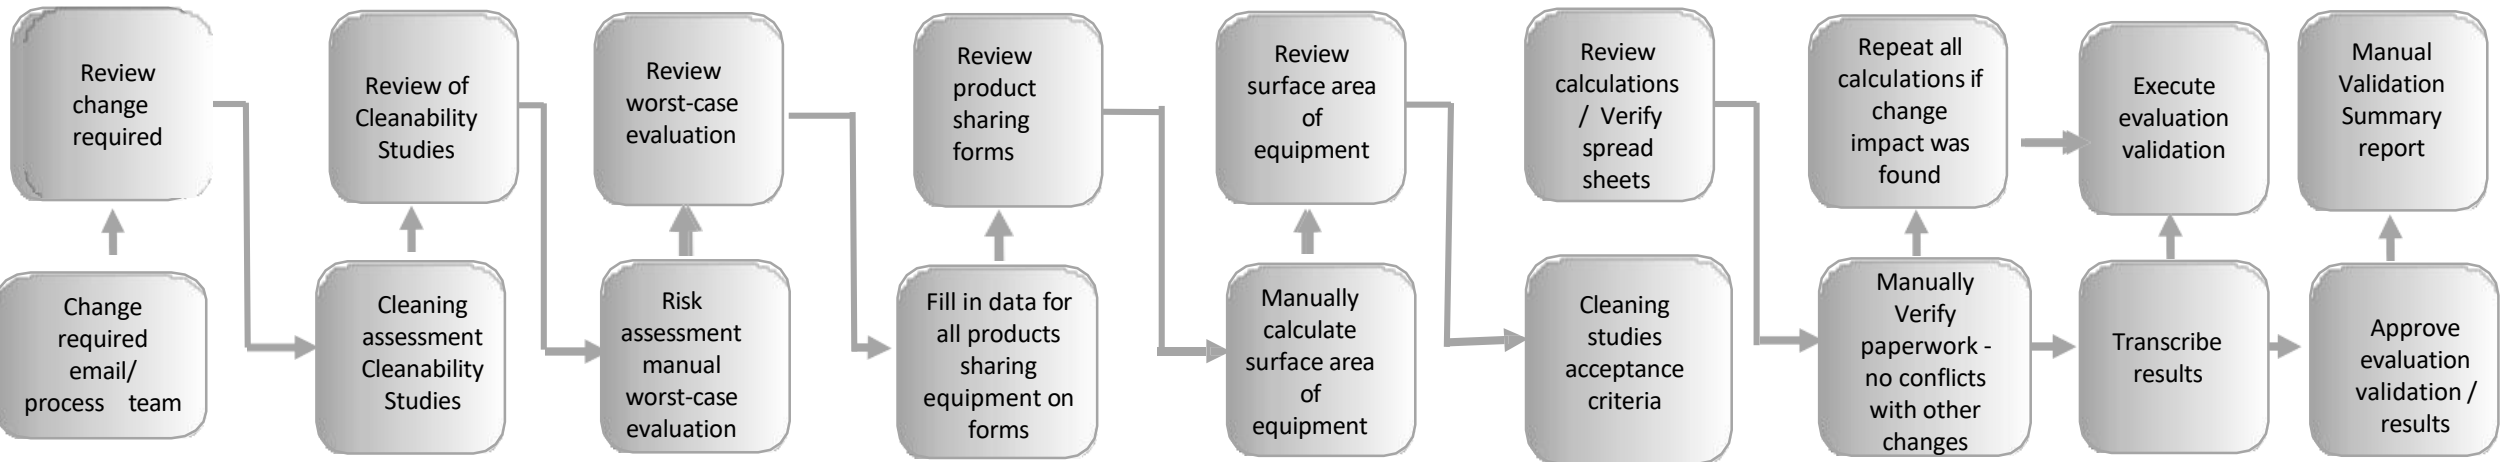 Review
change
required
Review of
Cleanability
Studies
Review
worst-case
evaluation
Review
product
sharing
forms
Review
surface area
of
equipment
Review
calculations
/ Verify
spread
sheets
Repeat all
calculations if
change
impact was
found
Execute
evaluation
validation
Manual
Validation
Summary
report
Change
required
email/
process team
Cleaning
assessment
Cleanability
Studies
Risk
assessment
manual
worst-case
evaluation
Fill in data for
all products
sharing
equipment on
forms
Manually
calculate
surface area
of
equipment
Cleaning
studies
acceptance
criteria
Manually
Verify
paperwork -
no conflicts
with other
changes
Transcribe
results
Approve
evaluation
validation /
results